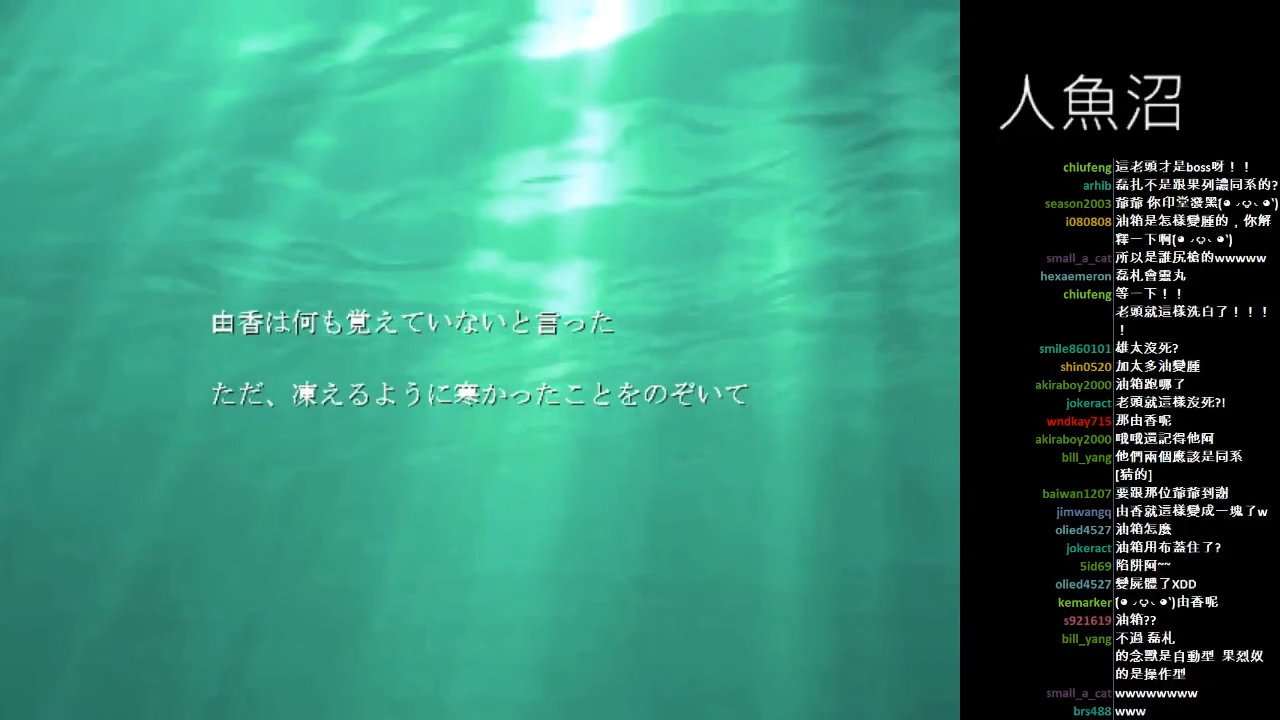 由香は何も覚えていないと言った
ただ、凍えるように寒かったことをのぞいて
人魚沼
chiufeng 這老頭才是boss呀！！
arhib 磊扎不是跟果列讀同系的?
season2003 爺爺 你印堂發黑(◕ˬᴗˬ◕‵)
i080808 油箱是怎樣變腫的，你解
釋一下啊(◕ˬᴗˬ◕‵)
small_a_cat 所以是誰尻槍的wwwww
hexaemeron 磊札會靈丸
chiufeng 等一下！！
老頭就這樣洗白了！！！
！
smile860101 雄太沒死?
shin0520 加太多油變腫
akiraboy2000 油箱跑哪了
jokeract 老頭就這樣沒死?!
wndkay715 那由香呢
akiraboy2000 哦哦還記得他阿
bill_yang 他們兩個應該是同系
[猜的]
baiwan1207 要跟那位爺爺到謝
jimwangq 由香就這樣變成一塊了w
olied4527 油箱怎麼
jokeract 油箱用布蓋住了?
5id69 陷阱阿~~
olied4527 變屍體了XDD
kemarker (◕ˬᴗˬ◕‵)由香呢
s921619 油箱??
bill_yang 不過 磊札
的念獸是自動型 果烈奴
的是操作型
small_a_cat wwwwwwww
brs488 www